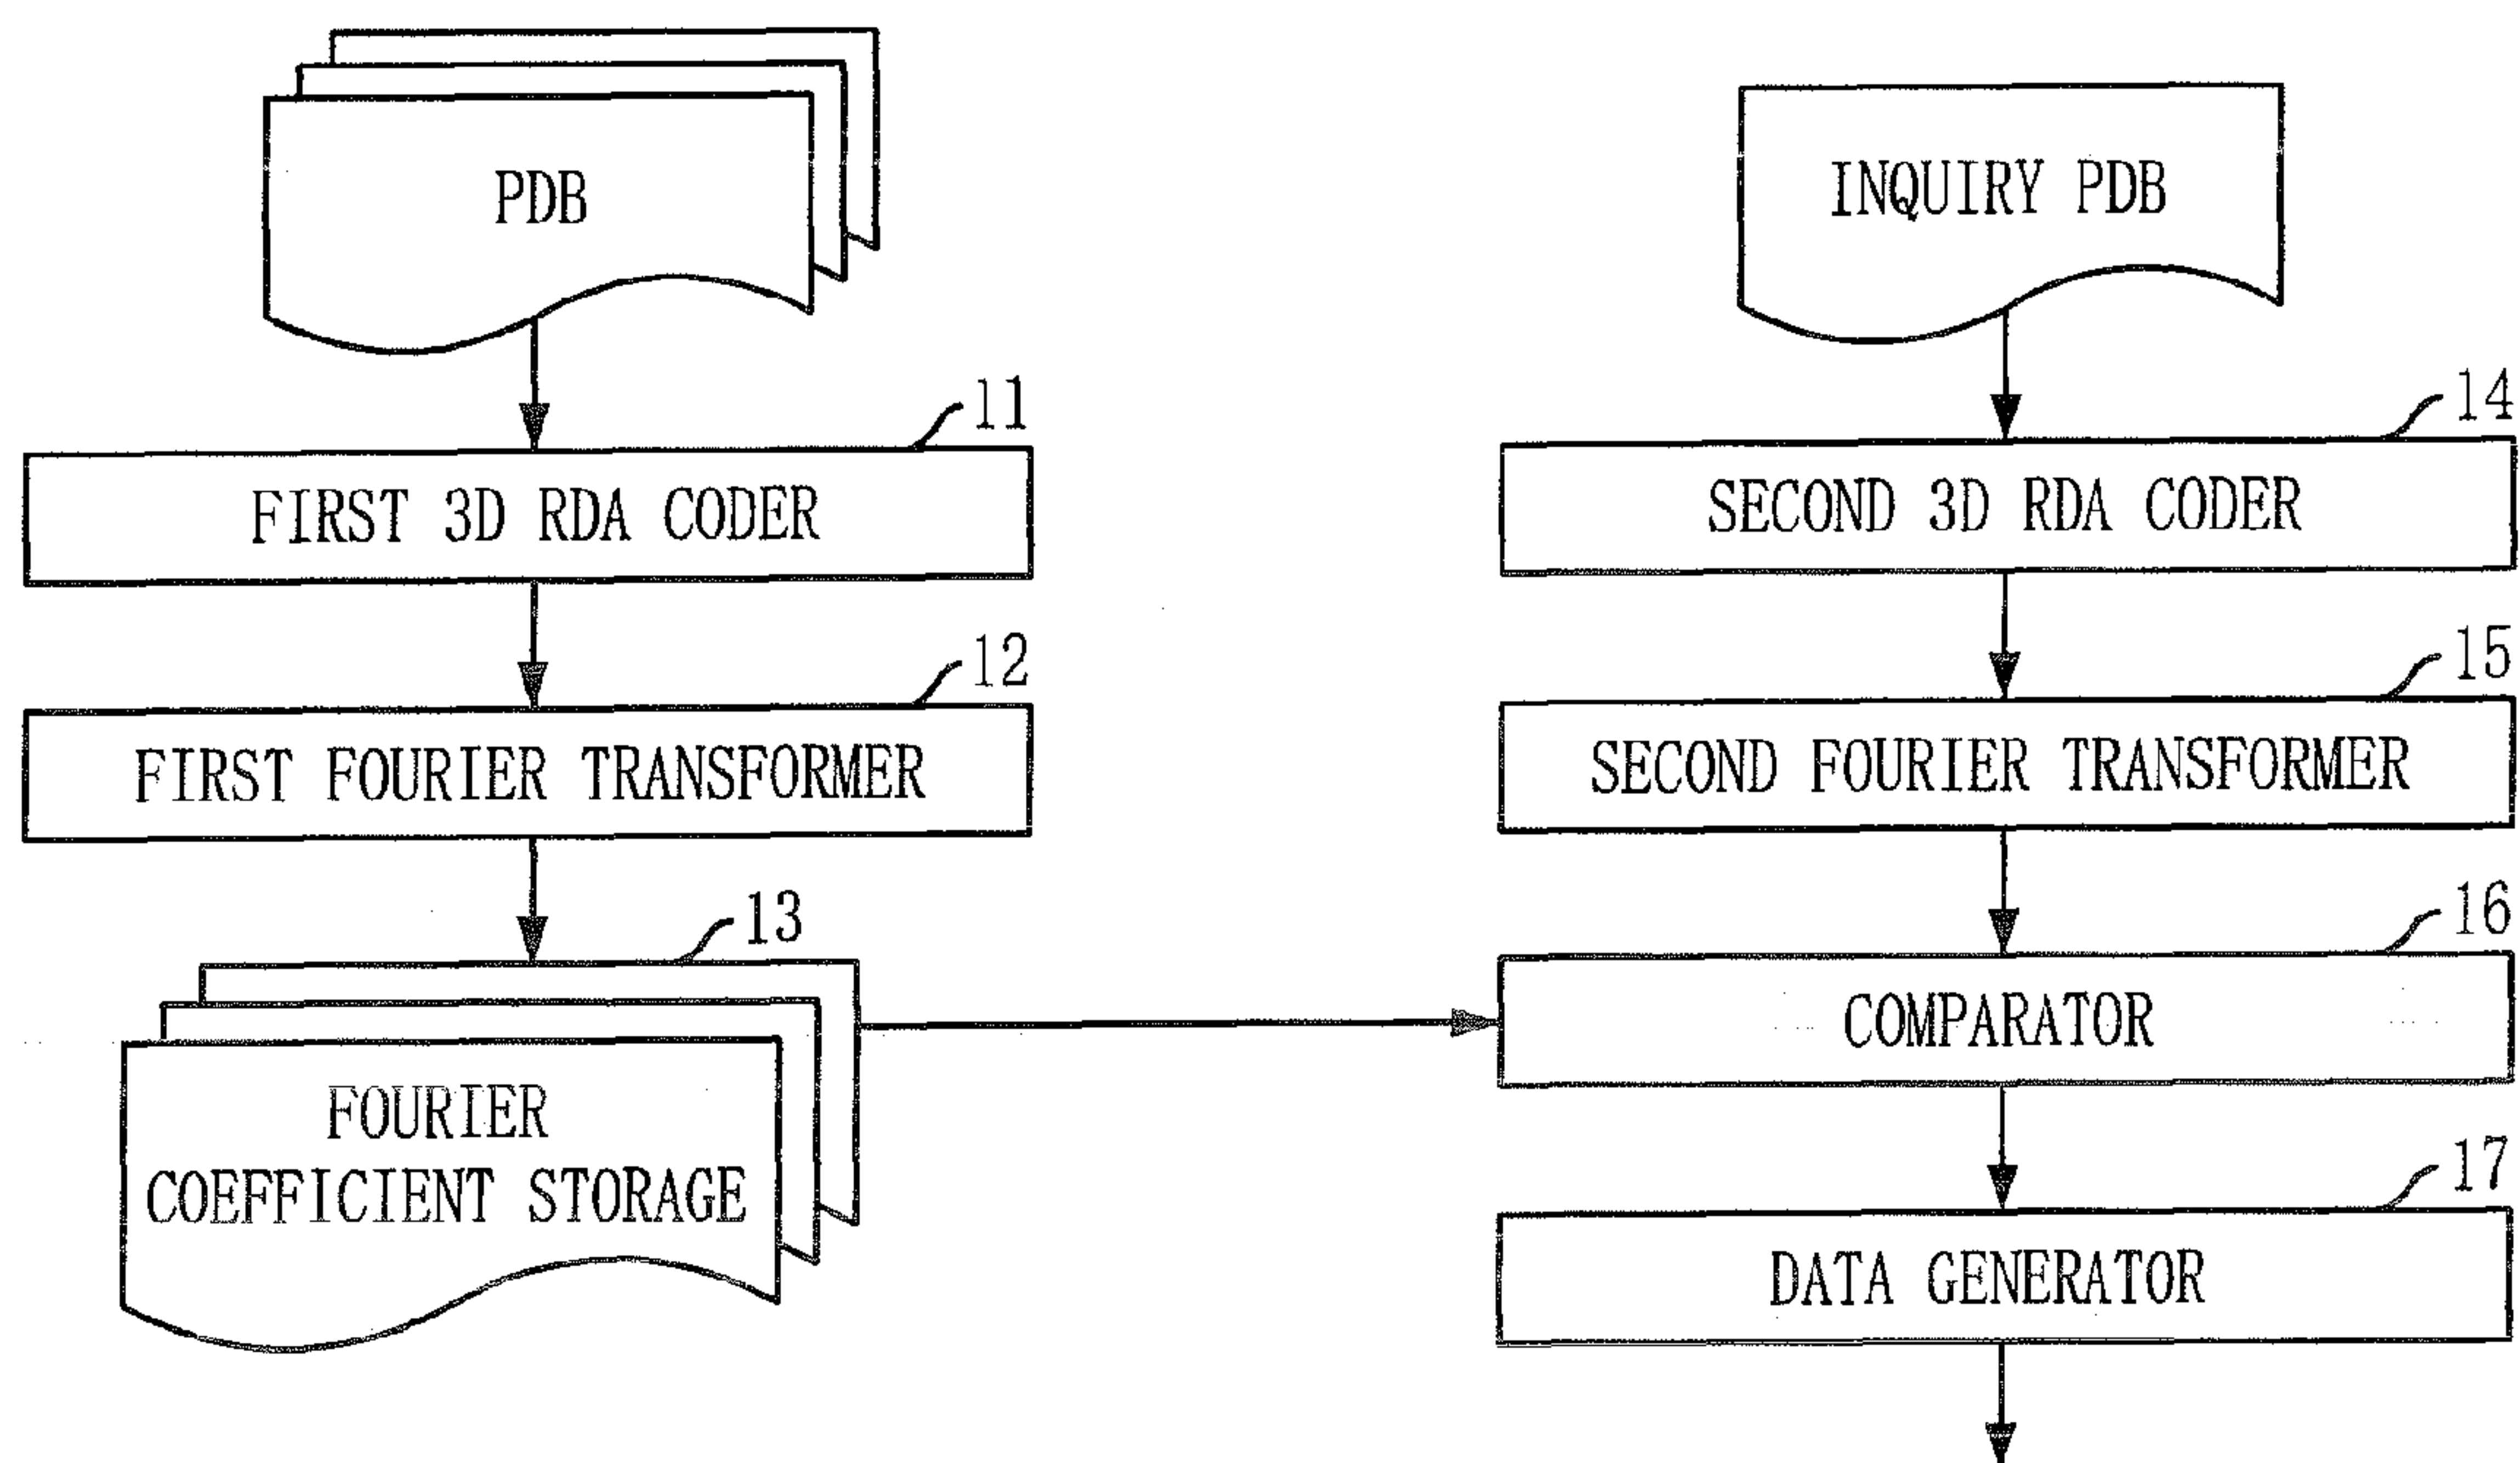 PDB
11
FIRST 3D RDA CODER
12
FIRST FOURIER TRANSFORMER
13
FOURIER
COEFFICIENT STORAGE
INQUIRY PDB
14
SECOND 3D RDA CODER
15
SECOND FOURIER TRANSFORMER
16
COMPARATOR
17
DATA GENERATOR